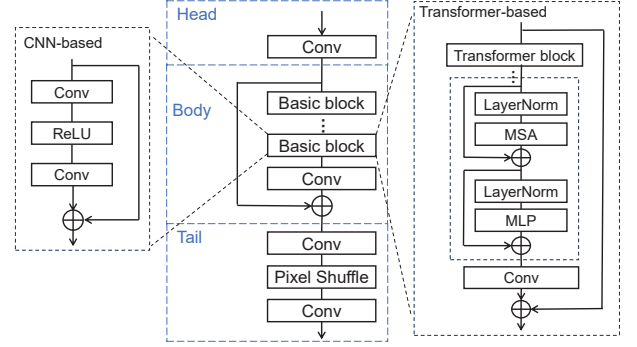 CNN-based
Conv
ReLU
Conv
Head
Conv
Body
Basic block
Basic block
Conv
Tail
Conv
Pixel Shuffle
Conv
Transformer-based
Transformer block
LayerNorm
MSA
LayerNorm
MLP
Conv